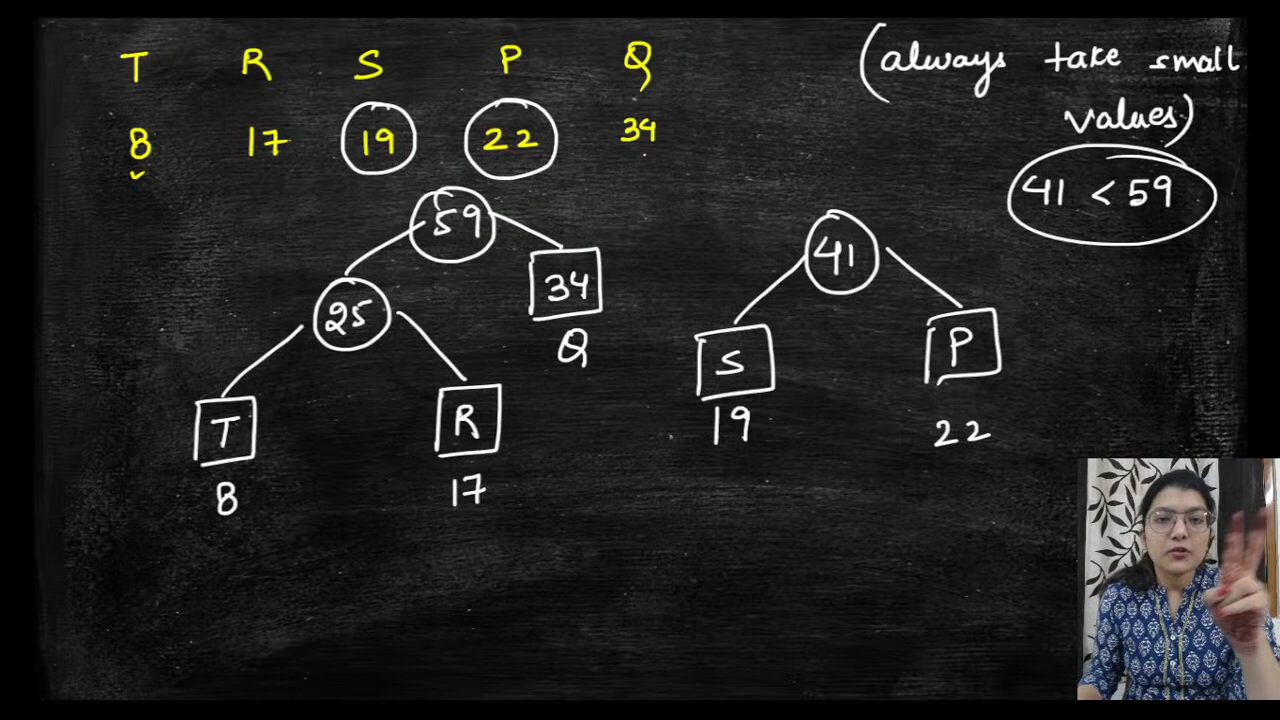 T R S P Q
8 17 19 22 34
(always take small
values)
41 < 59
59
41
34
25
Q
S
P
T
R
19
22
8
17